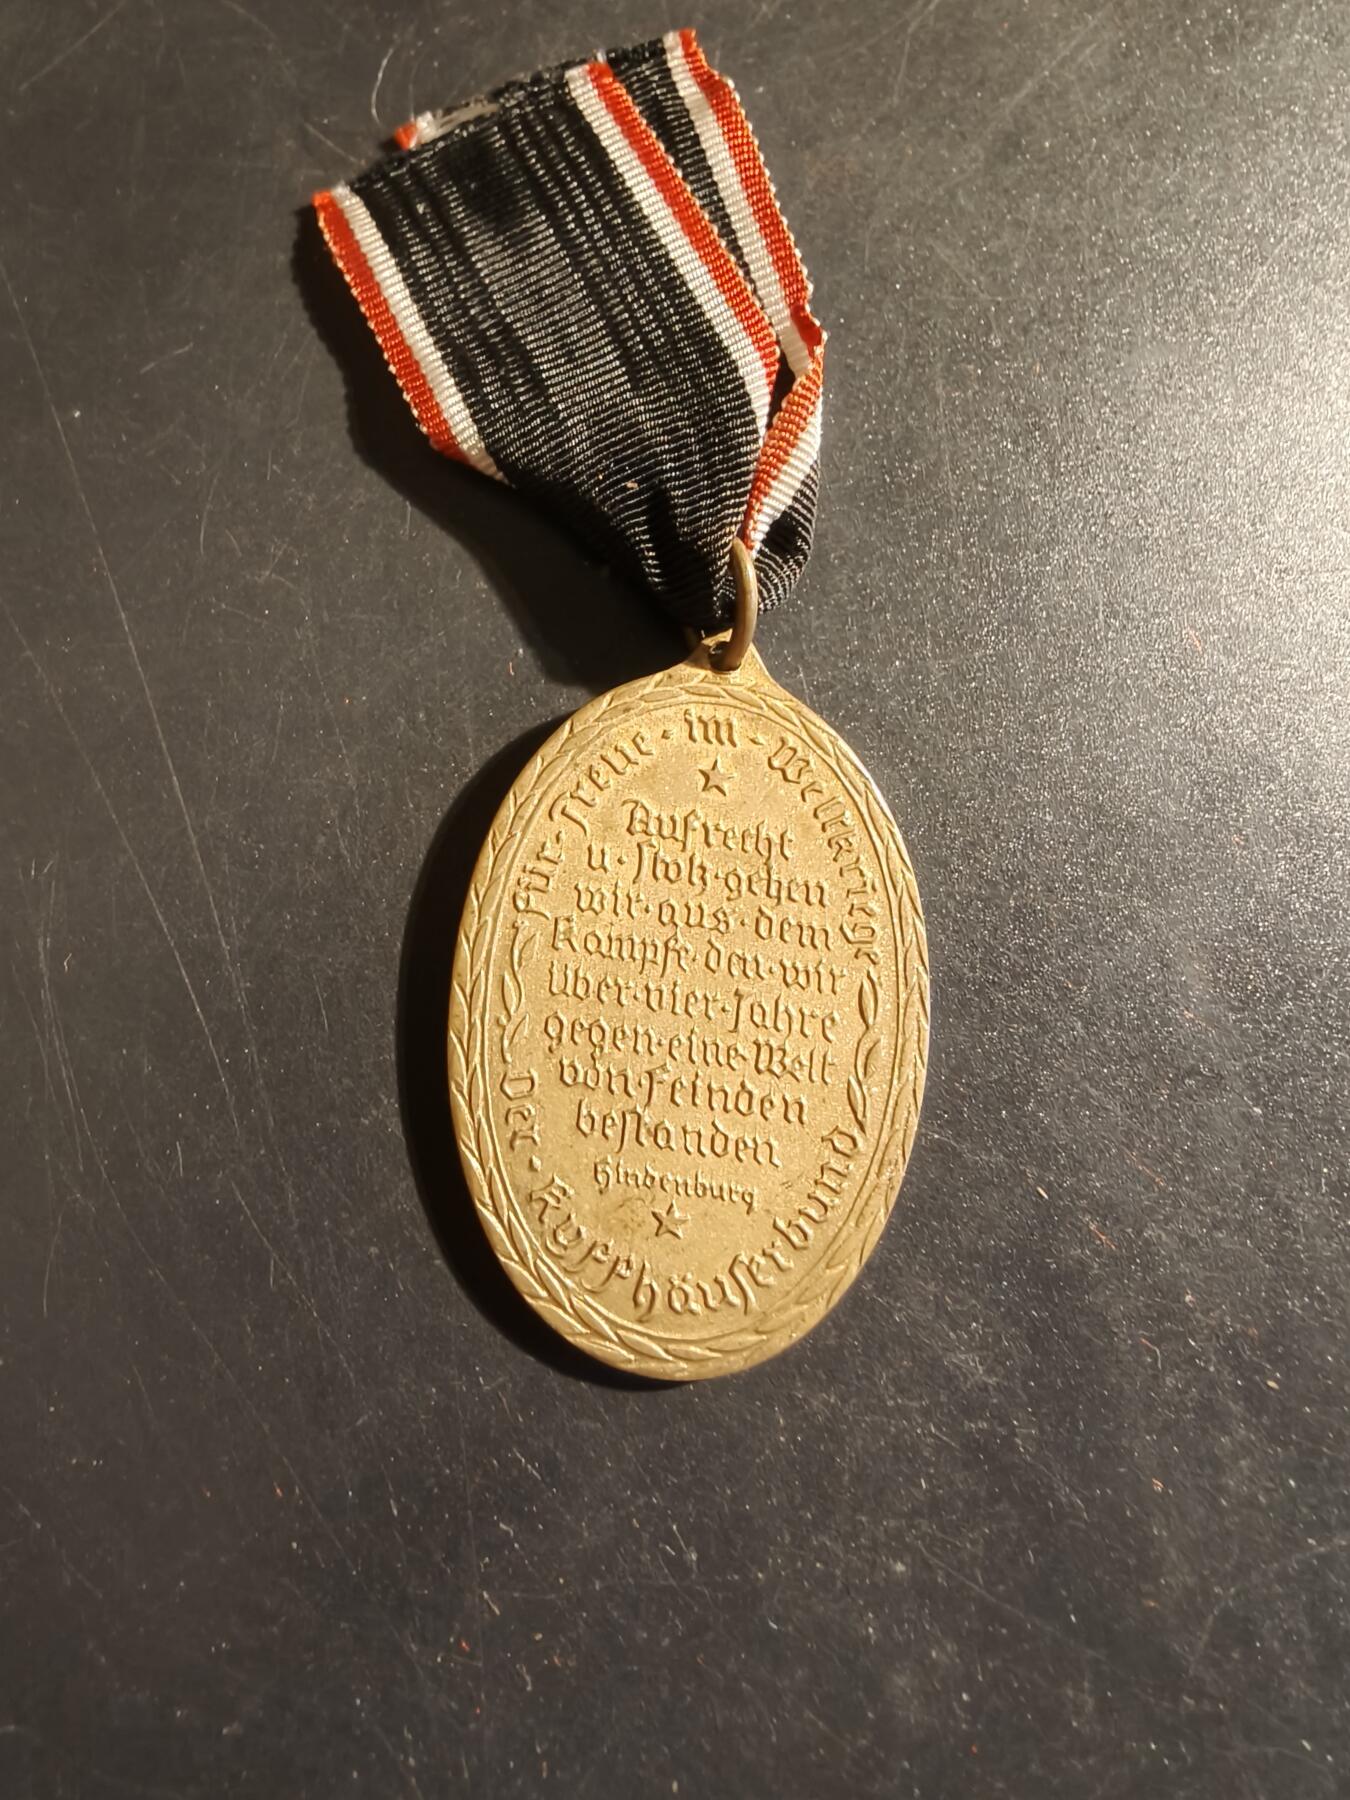 Für · Treue · im · Weltkriege
Aufrecht
u · stolz · gehen
wir · aus · dem
Kampfe · den · wir
über · vier · Jahre
gegen · eine · Welt
von · Feinden
bestanden
Hindenburg
Der · Kyffhäuserbund